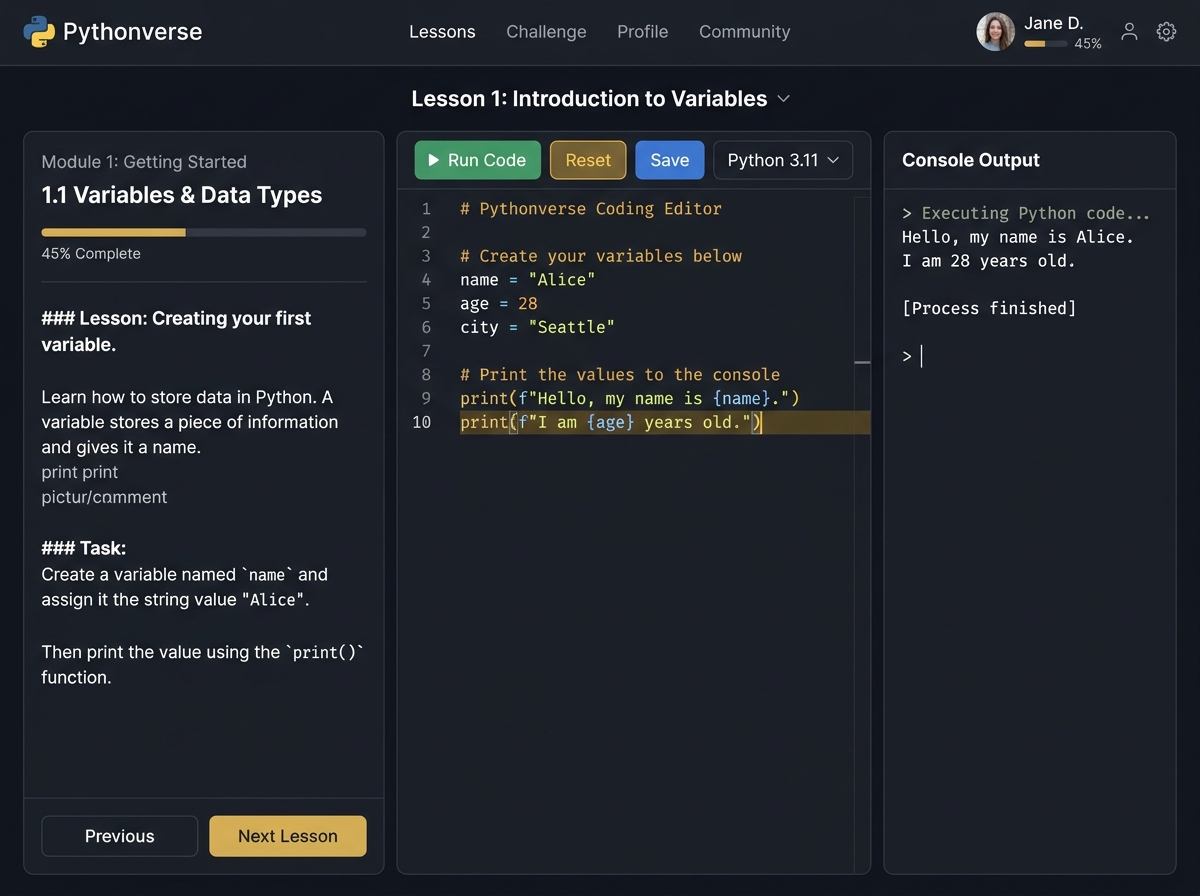 Pythonverse
Lessons
Challenge
Profile
Community
Jane D.
45%
Lesson 1: Introduction to Variables
Module 1: Getting Started
1.1 Variables & Data Types
45% Complete
### Lesson: Creating your first
variable.
Learn how to store data in Python. A
variable stores a piece of information
and gives it a name.
print print
pictur/comment
### Task:
Create a variable named `name` and
assign it the string value "Alice".
Then print the value using the `print()`
function.
Previous
Next Lesson
Run Code
Reset
Save
Python 3.11
1 # Pythonverse Coding Editor
2
3 # Create your variables below
4 name = "Alice"
5 age = 28
6 city = "Seattle"
7
8 # Print the values to the console
9 print(f"Hello, my name is {name}.")
10 print(f"I am {age} years old.")
Console Output
> Executing Python code...
Hello, my name is Alice.
I am 28 years old.
[Process finished]
>